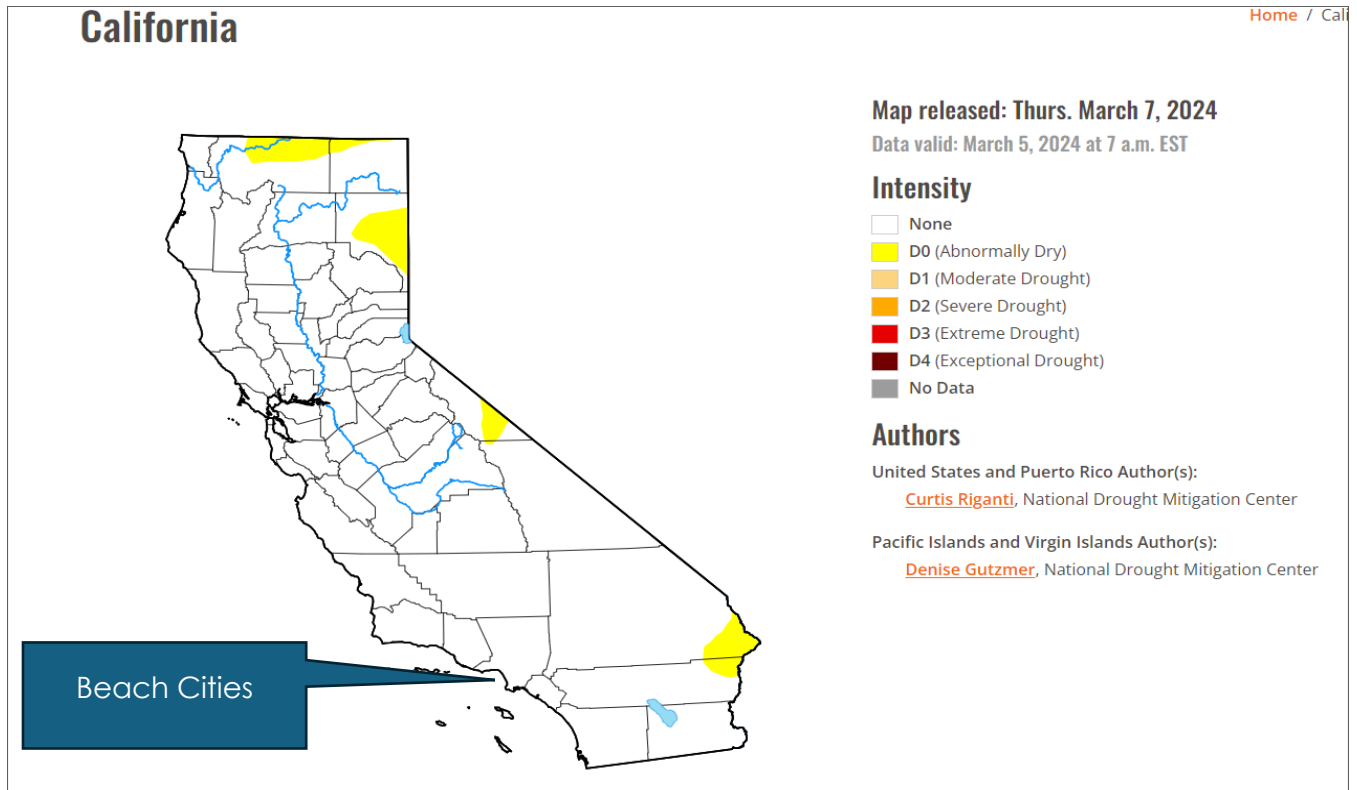 California
Home / Cali
Map released: Thurs. March 7, 2024
Data valid: March 5, 2024 at 7 a.m. EST
Intensity
None
D0 (Abnormally Dry)
D1 (Moderate Drought)
D2 (Severe Drought)
D3 (Extreme Drought)
D4 (Exceptional Drought)
No Data
Authors
United States and Puerto Rico Author(s):
Curtis Riganti, National Drought Mitigation Center
Pacific Islands and Virgin Islands Author(s):
Denise Gutzmer, National Drought Mitigation Center
Beach Cities